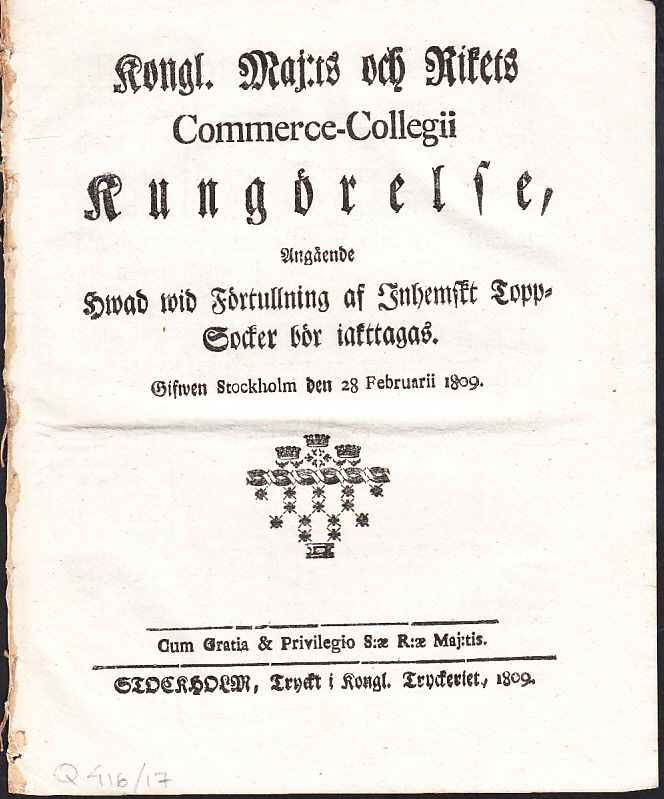 Kongl. Maj:ts och Rikets
Commerce-Collegii
Kungörelse,
Angående
Hwad wid Förtullning af Inhemſkt Topp-
Socker bör iakttagas.
Gifwen Stockholm den 28 Februarii 1809.
Cum Gratia & Privilegio S:æ R:æ Maj:tis.
STOCKHOLM, Tryckt i Kongl. Tryckeriet, 1809.
Q 416/17